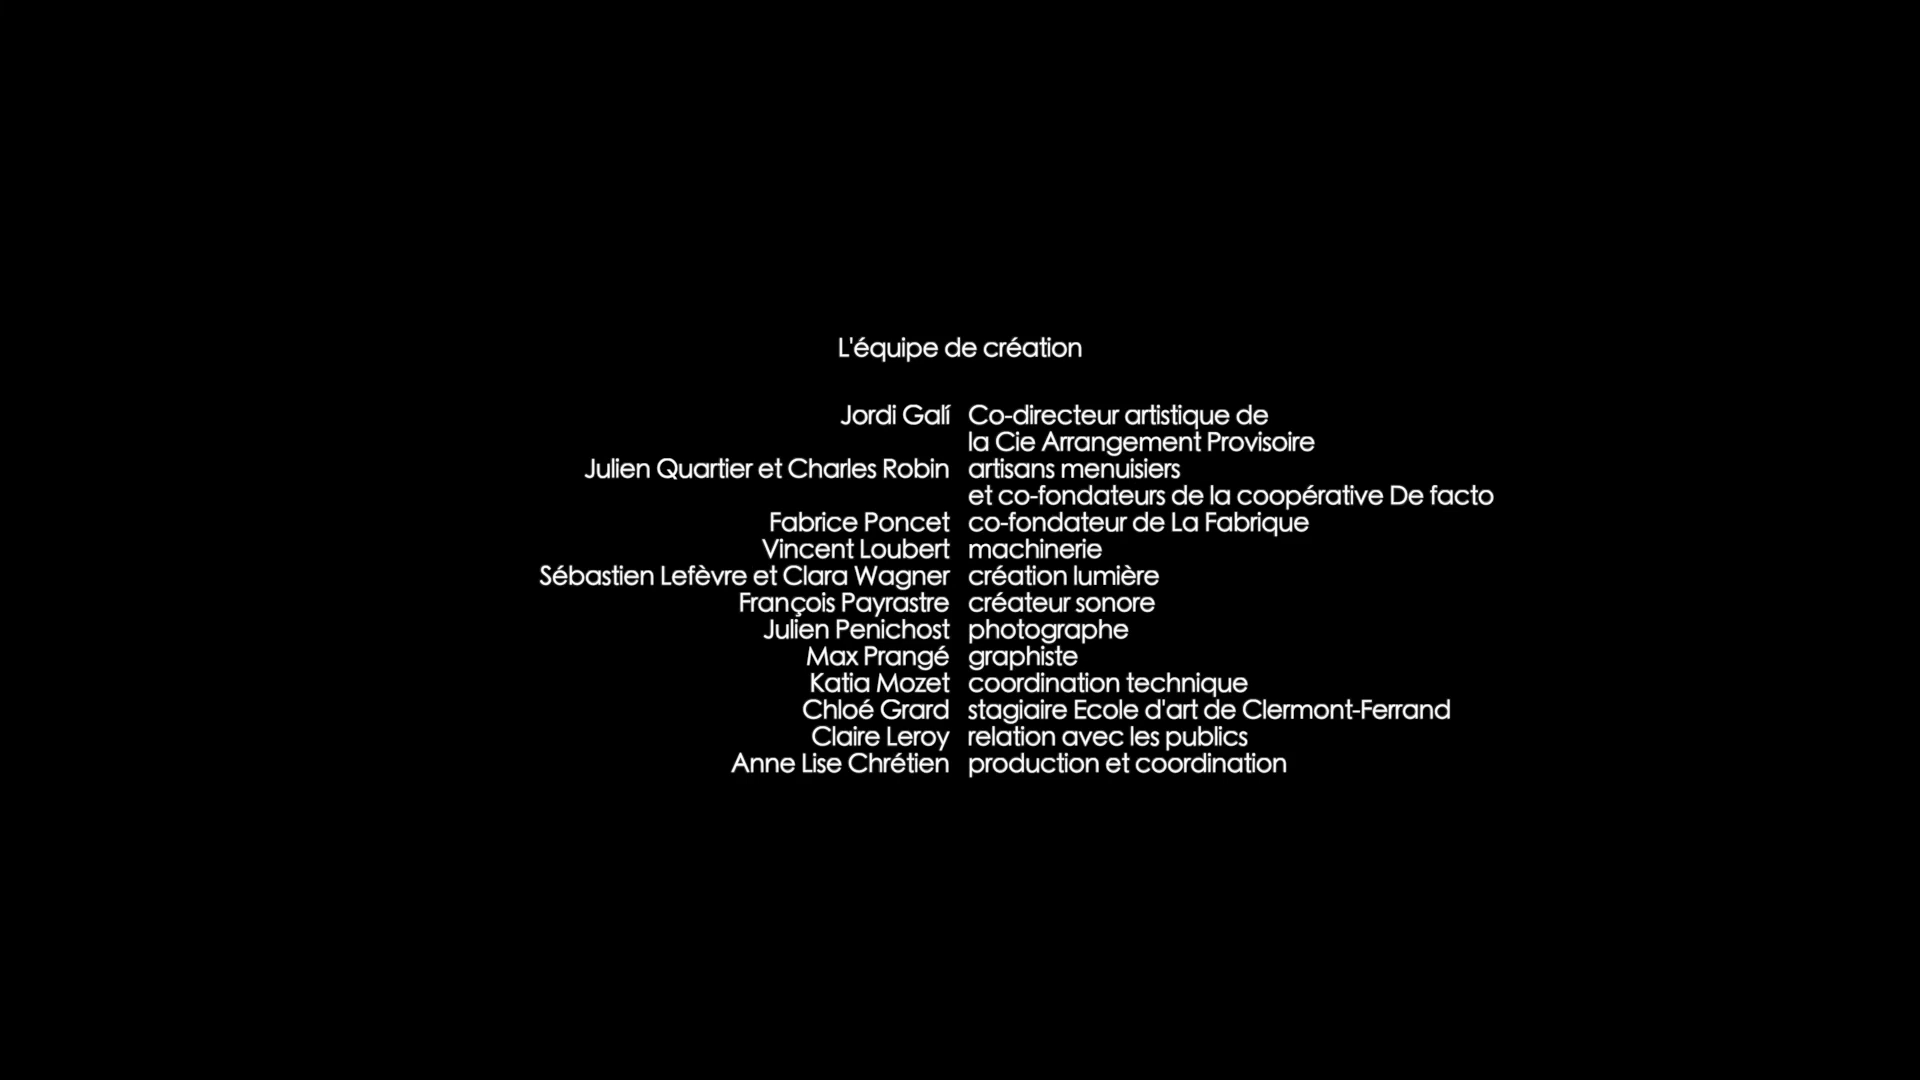 L'équipe de création
Jordi Galí Co-directeur artistique de
la Cie Arrangement Provisoire
Julien Quartier et Charles Robin artisans menuisiers
et co-fondateurs de la coopérative De facto
Fabrice Poncet co-fondateur de La Fabrique
Vincent Loubert machinerie
Sébastien Lefèvre et Clara Wagner création lumière
François Payrastre créateur sonore
Julien Penichost photographe
Max Prangé graphiste
Katia Mozet coordination technique
Chloé Grard stagiaire Ecole d'art de Clermont-Ferrand
Claire Leroy relation avec les publics
Anne Lise Chrétien production et coordination